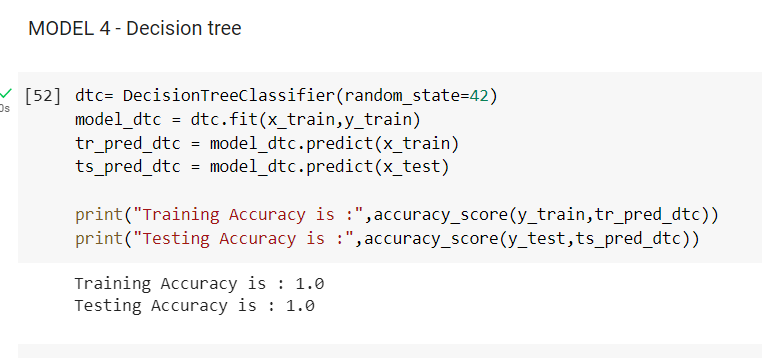 MODEL 4 - Decision tree
[52] dtc= DecisionTreeClassifier(random_state=42)
0s
model_dtc = dtc.fit(x_train,y_train)
tr_pred_dtc = model_dtc.predict(x_train)
ts_pred_dtc = model_dtc.predict(x_test)
print("Training Accuracy is :",accuracy_score(y_train,tr_pred_dtc))
print("Testing Accuracy is :",accuracy_score(y_test,ts_pred_dtc))
Training Accuracy is : 1.0
Testing Accuracy is : 1.0